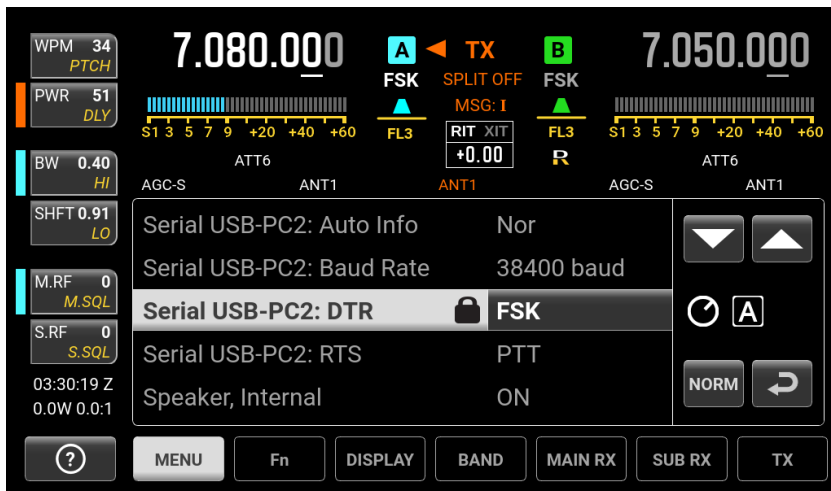 WPM 34
PTCH
PWR 51
DLY
BW 0.40
HI
SHFT 0.91
LO
M.RF 0
M.SQL
S.RF 0
S.SQL
03:30:19 Z
0.0W 0.0:1
7.080.000
A TX B
7.050.000
FSK SPLIT OFF FSK
MSG: I
S1 3 5 7 9 +20 +40 +60
FL3 RIT XIT FL3
S1 3 5 7 9 +20 +40 +60
+0.00 R
ATT6
ATT6
AGC-S ANT1 ANT1 AGC-S ANT1
Serial USB-PC2: Auto Info Nor
Serial USB-PC2: Baud Rate 38400 baud
Serial USB-PC2: DTR FSK
Serial USB-PC2: RTS PTT
Speaker, Internal ON
A
NORM
? MENU Fn DISPLAY BAND MAIN RX SUB RX TX